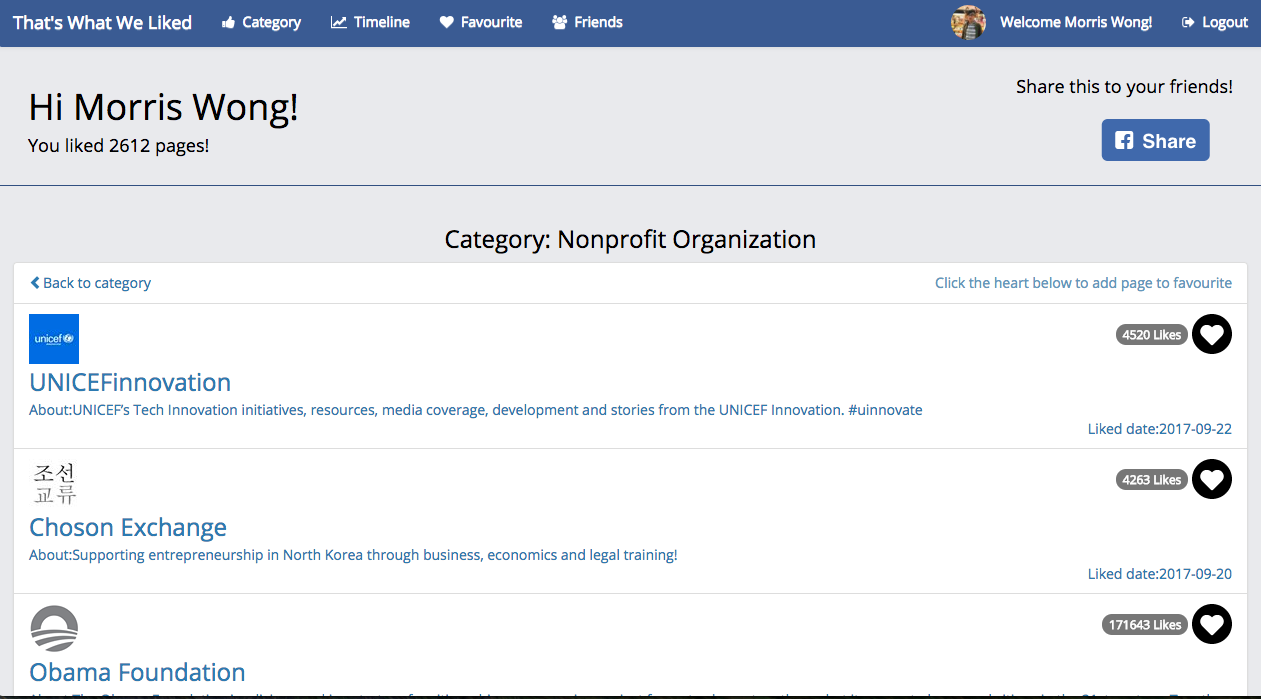 That's What We Liked Category Timeline Favourite Friends Welcome Morris Wong! Logout
Hi Morris Wong!
You liked 2612 pages!
Share this to your friends!
Share
Category: Nonprofit Organization
Back to category
Click the heart below to add page to favourite
unicef
4520 Likes
UNICEFinnovation
About:UNICEF's Tech Innovation initiatives, resources, media coverage, development and stories from the UNICEF Innovation. #uinnovate
Liked date:2017-09-22
조선
교류
4263 Likes
Choson Exchange
About:Supporting entrepreneurship in North Korea through business, economics and legal training!
Liked date:2017-09-20
171643 Likes
Obama Foundation